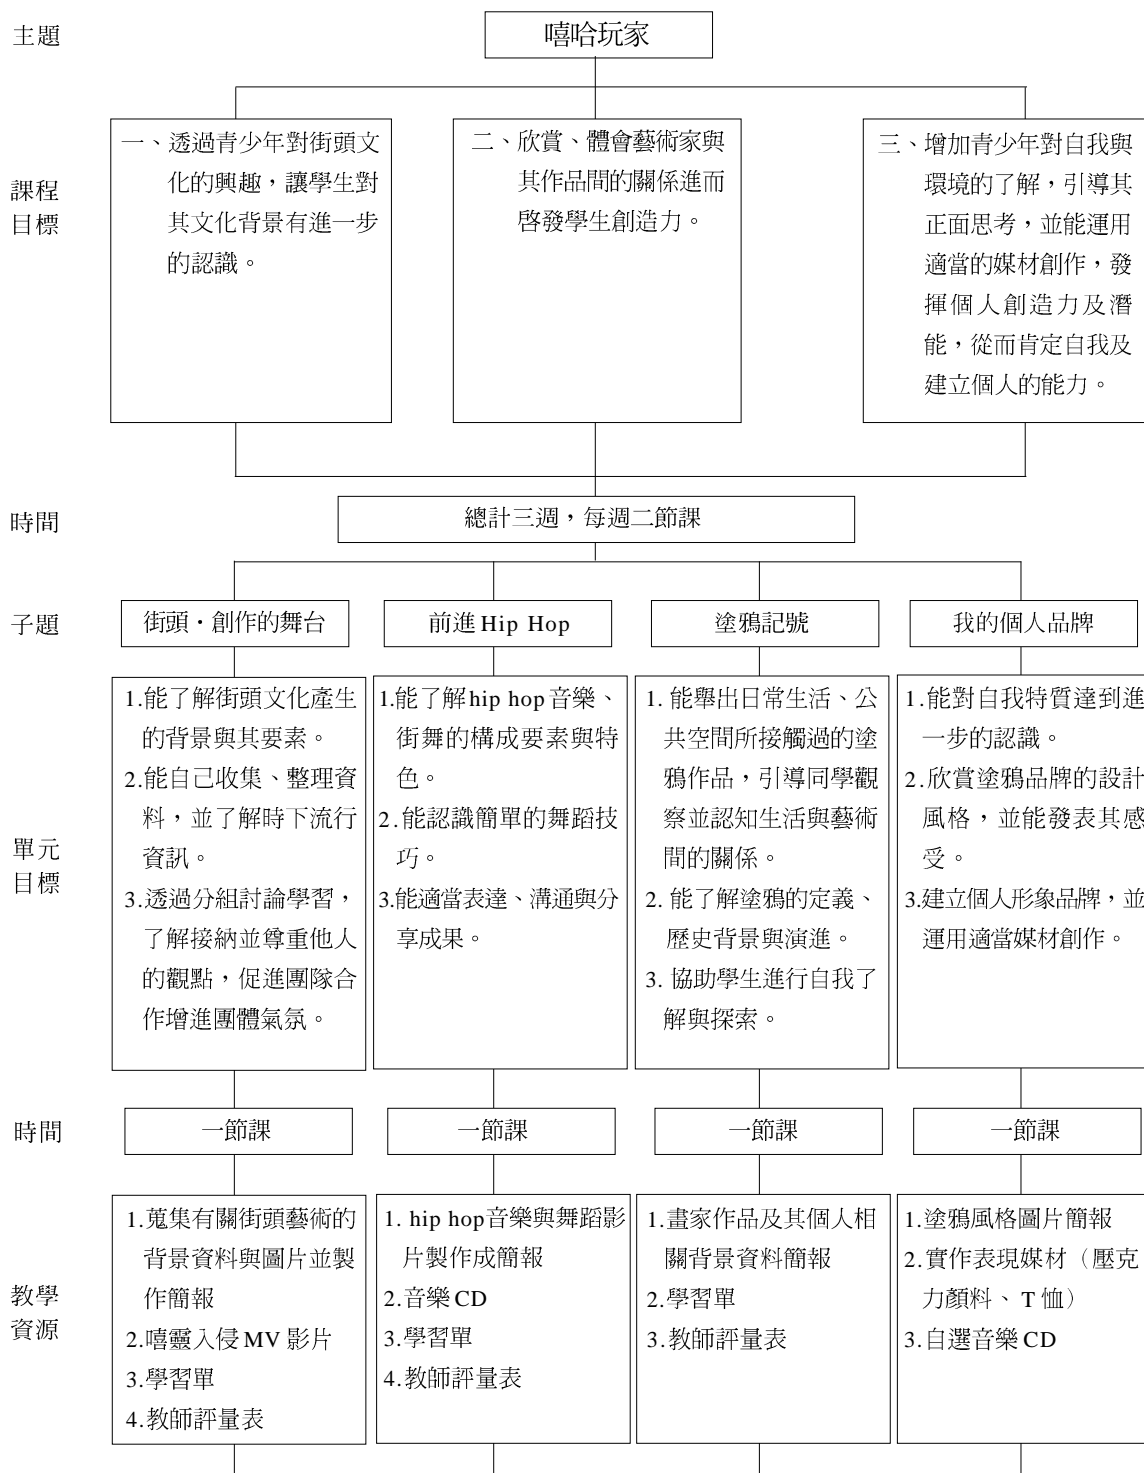 主題
嘻哈玩家
課程
目標
一、透過青少年對街頭文
化的興趣，讓學生對
其文化背景有進一步
的認識。
二、欣賞、體會藝術家與
其作品間的關係進而
啓發學生創造力。
三、增加青少年對自我與
環境的了解，引導其
正面思考，並能運用
適當的媒材創作，發
揮個人創造力及潛
能，從而肯定自我及
建立個人的能力。
時間
總計三週，每週二節課
子題
街頭・創作的舞台
前進 Hip Hop
塗鴉記號
我的個人品牌
單元
目標
1.能了解街頭文化產生
的背景與其要素。
2.能自己收集、整理資
料，並了解時下流行
資訊。
3.透過分組討論學習，
了解接納並尊重他人
的觀點，促進團隊合
作增進團體氣氛。
1.能了解hip hop音樂、
街舞的構成要素與特
色。
2.能認識簡單的舞蹈技
巧。
3.能適當表達、溝通與分
享成果。
1. 能舉出日常生活、公
共空間所接觸過的塗
鴉作品，引導同學觀
察並認知生活與藝術
間的關係。
2. 能了解塗鴉的定義、
歷史背景與演進。
3. 協助學生進行自我了
解與探索。
1.能對自我特質達到進
一步的認識。
2.欣賞塗鴉品牌的設計
風格，並能發表其感
受。
3.建立個人形象品牌，並
運用適當媒材創作。
時間
一節課
一節課
一節課
一節課
教學
資源
1.蒐集有關街頭藝術的
背景資料與圖片並製
作簡報
2.嘻靈入侵 MV 影片
3.學習單
4.教師評量表
1. hip hop音樂與舞蹈影
片製作成簡報
2.音樂 CD
3.學習單
4.教師評量表
1.畫家作品及其個人相
關背景資料簡報
2.學習單
3.教師評量表
1.塗鴉風格圖片簡報
2.實作表現媒材（壓克
力顏料、T 恤）
3.自選音樂 CD